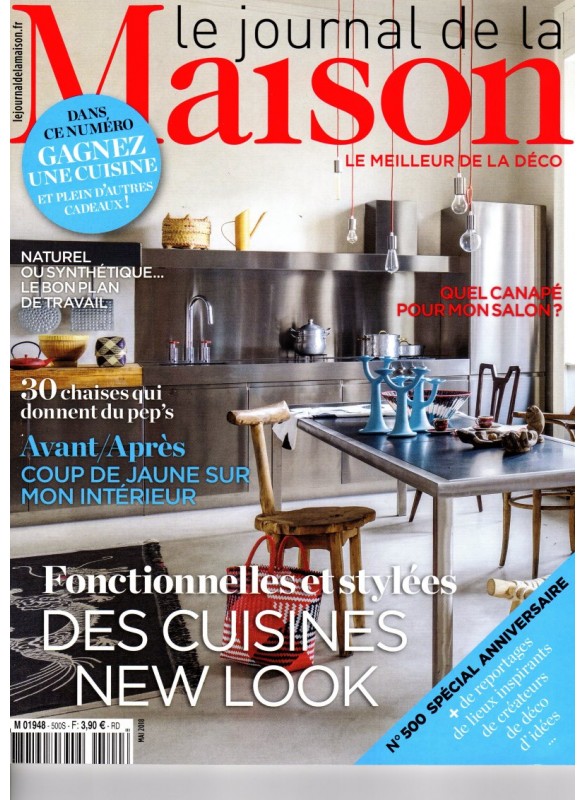 lejournaldelamaison.fr
le journal de la
Maison
LE MEILLEUR DE LA DÉCO
DANS
CE NUMÉRO
GAGNEZ
UNE CUISINE
ET PLEIN D'AUTRES
CADEAUX !
NATUREL
OU SYNTHÉTIQUE...
LE BON PLAN
DE TRAVAIL
QUEL CANAPÉ
POUR MON SALON ?
30 chaises qui
donnent du pep's
Avant/Après
COUP DE JAUNE SUR
MON INTÉRIEUR
Fonctionnelles et stylées
DES CUISINES
NEW LOOK
N° 500 SPÉCIAL ANNIVERSAIRE
+ de reportages
de lieux inspirants
de créateurs
de déco
d'idées
...
M 01948 - 500S - F: 3,90 € - RD
MAI 2018